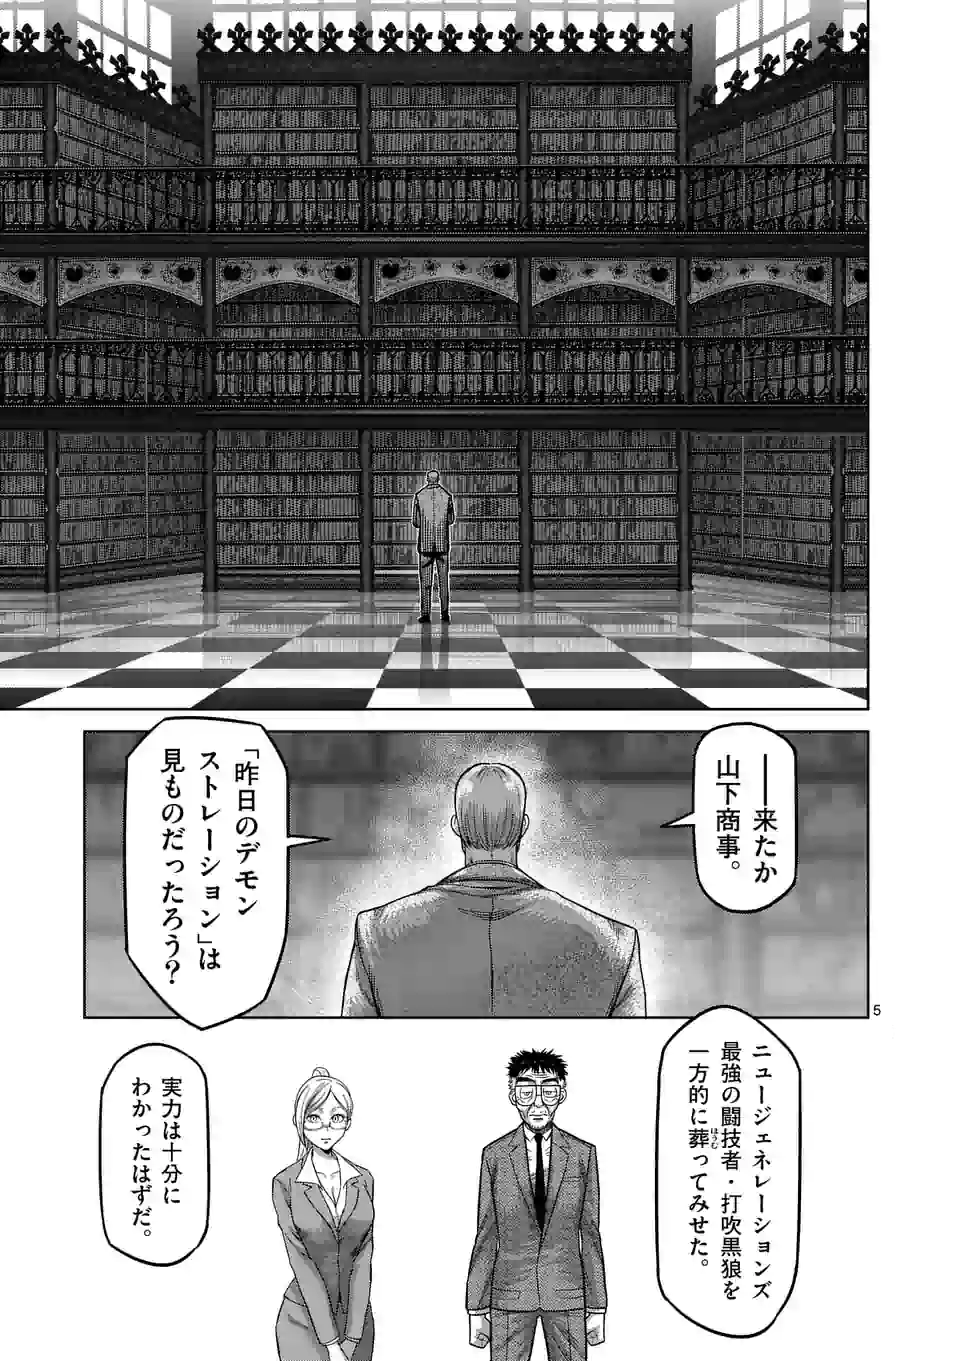 ──来たか
山下商事。
「昨日のデモン
ストレーション」は
見ものだったろう?
5
ニュージェネレーションズ
最強の闘技者・打吹黒狼を
一方的に葬ってみせた。
ほうむ
実力は十分に
わかったはずだ。